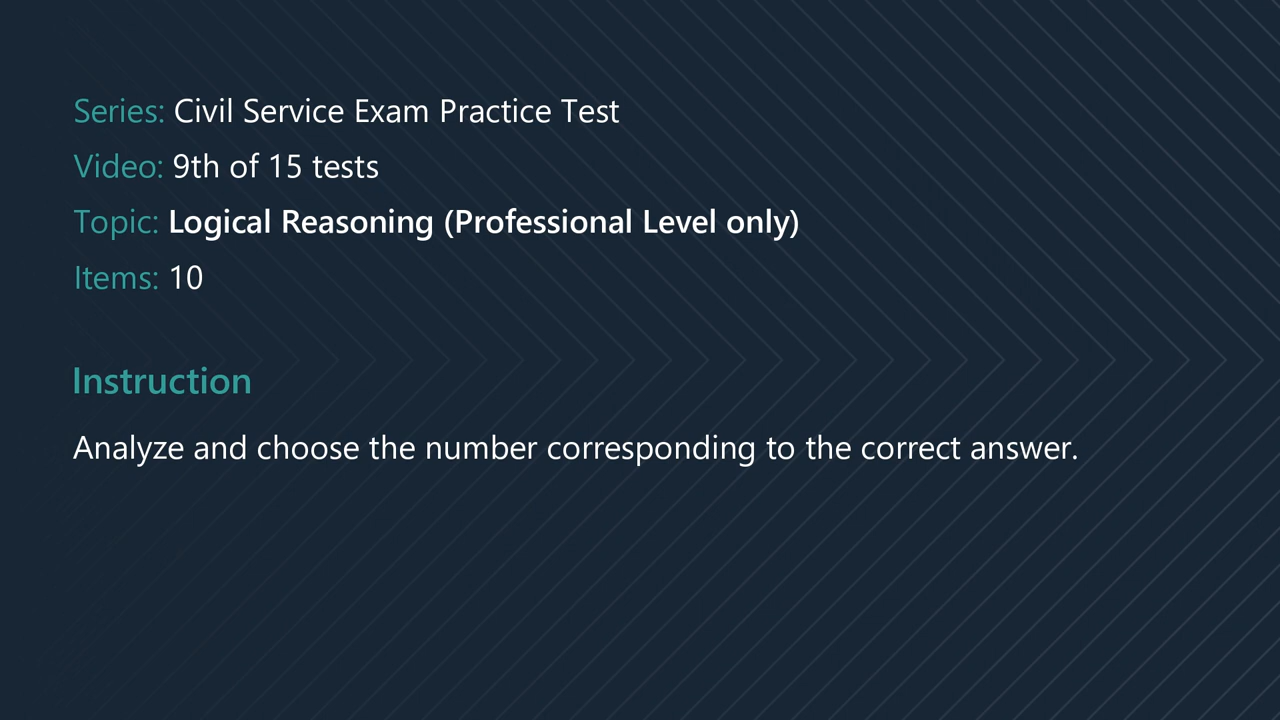 Series: Civil Service Exam Practice Test
Video: 9th of 15 tests
Topic: Logical Reasoning (Professional Level only)
Items: 10
Instruction
Analyze and choose the number corresponding to the correct answer.